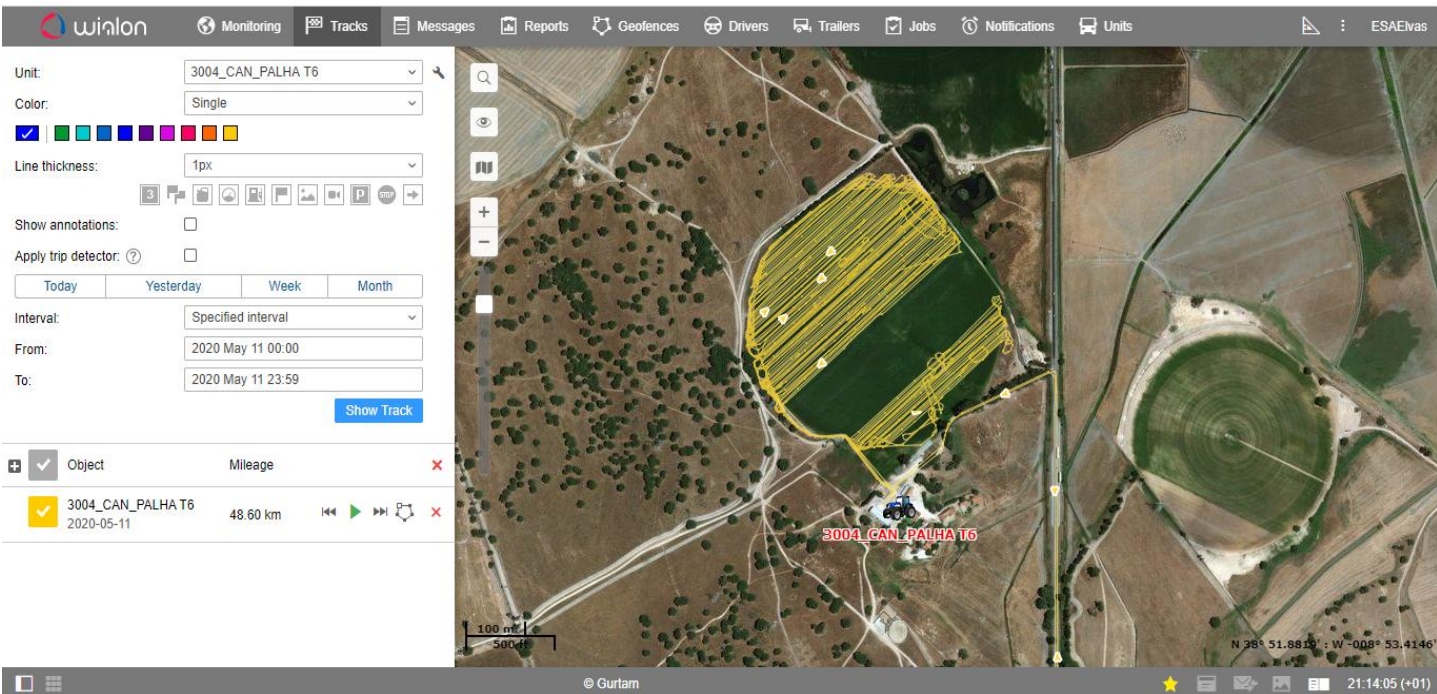 wialon Monitoring Tracks Messages Reports Geofences Drivers Trailers Jobs Notifications Units ESAElvas
Unit: 3004_CAN_PALHA T6
Color: Single
Line thickness: 1px
3 P STOP
Show annotations:
Apply trip detector: ?
Today Yesterday Week Month
Interval: Specified interval
From: 2020 May 11 00:00
To: 2020 May 11 23:59
Show Track
Object Mileage
3004_CAN_PALHA T6
2020-05-11
48.60 km
3004_CAN_PALHA T6
100 m
500 ft
N 38° 51.8819' : W -008° 53.4146'
© Gurtam
21:14:05 (+01)